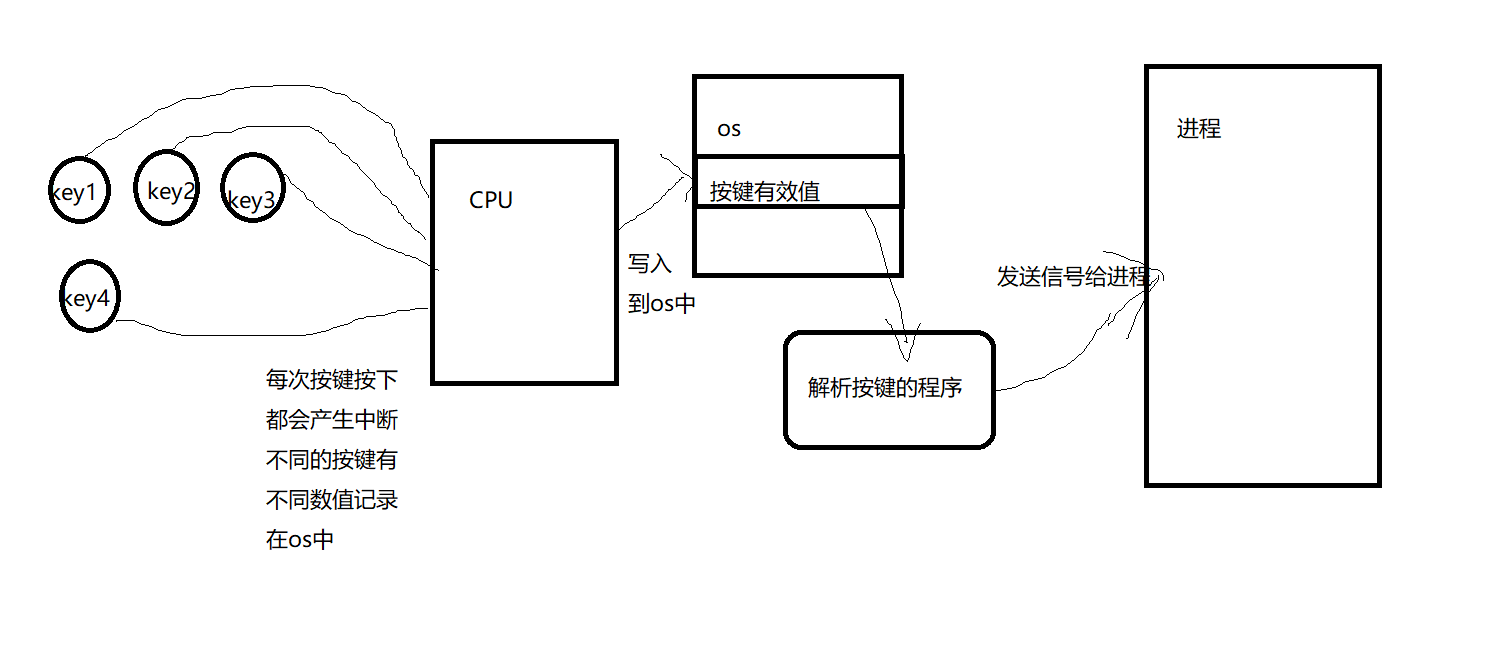 key1
key2
key3
key4
每次按键按下
都会产生中断
不同的按键有
不同数值记录
在os中
CPU
写入
到os中
os
按键有效值
解析按键的程序
发送信号给进程
进程